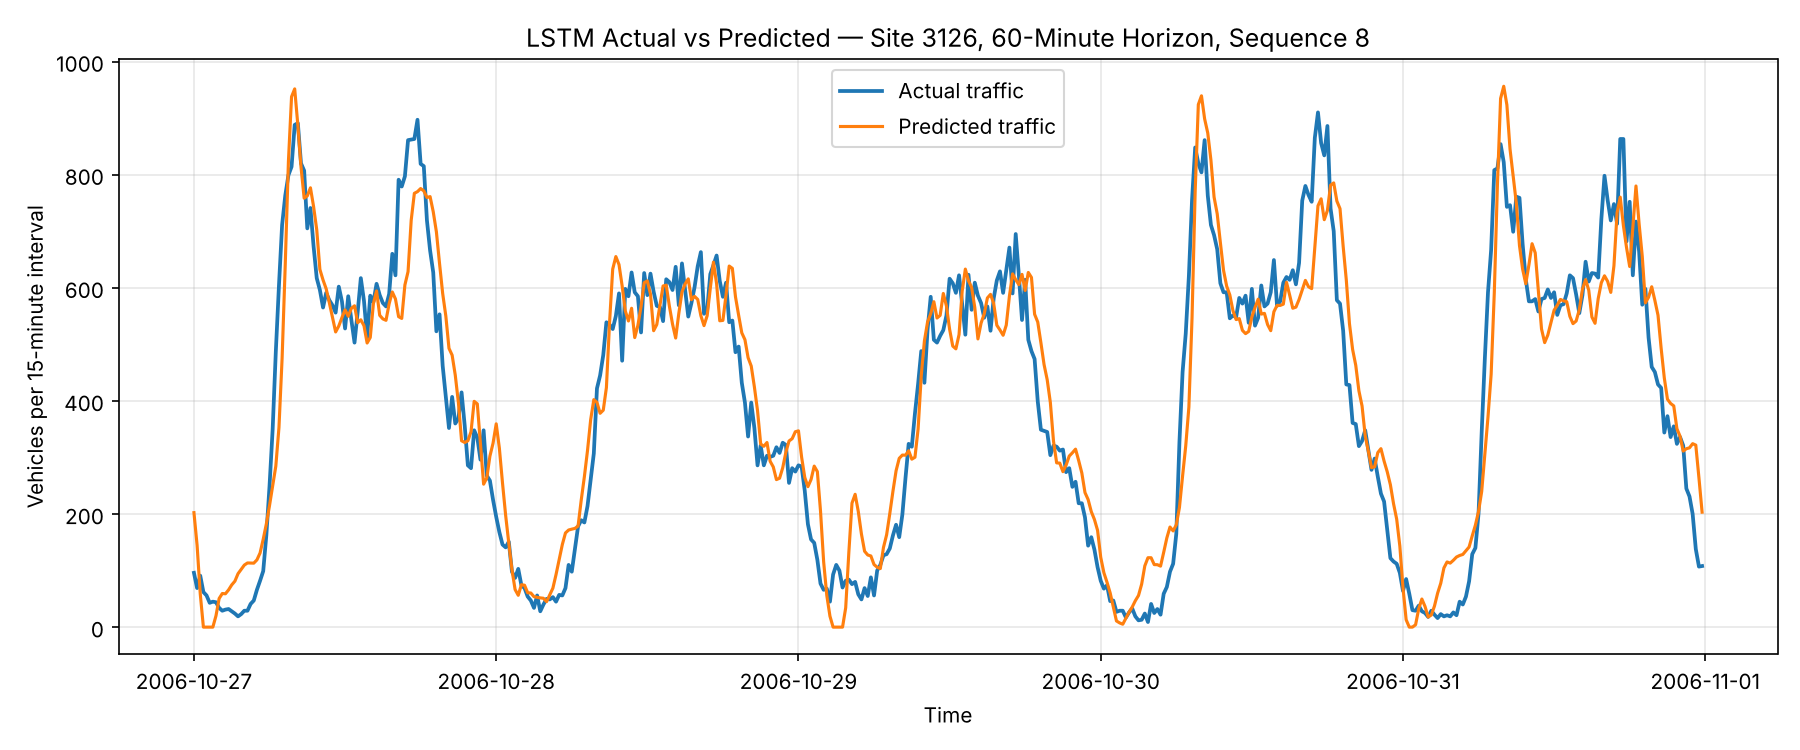 LSTM Actual vs Predicted — Site 3126, 60-Minute Horizon, Sequence 8
Actual traffic
Predicted traffic
Vehicles per 15-minute interval
1000
800
600
400
200
0
2006-10-27
2006-10-28
2006-10-29
2006-10-30
2006-10-31
2006-11-01
Time